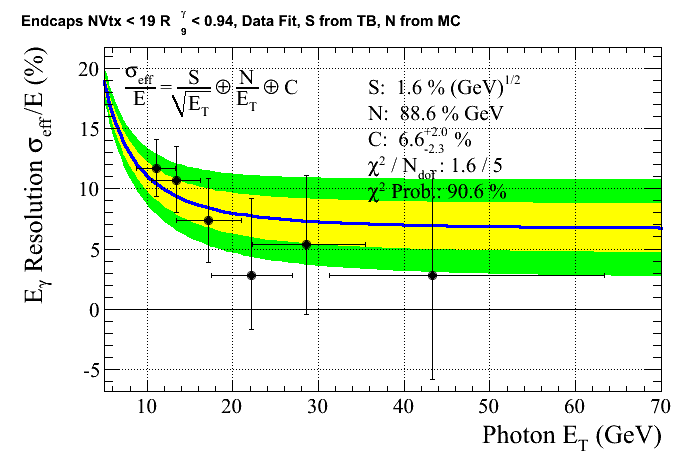 Endcaps NVtx < 19 R γ 9 < 0.94, Data Fit, S from TB, N from MC
σeff/E = S/√ET ⊕ N/ET ⊕ C
S: 1.6 % (GeV)^1/2
N: 88.6 % GeV
C: 6.6 +2.0 -2.3 %
χ² / Ndof: 1.6 / 5
χ² Prob.: 90.6 %
Eγ Resolution σeff/E (%)
20
15
10
5
0
-5
10 20 30 40 50 60 70
Photon ET (GeV)